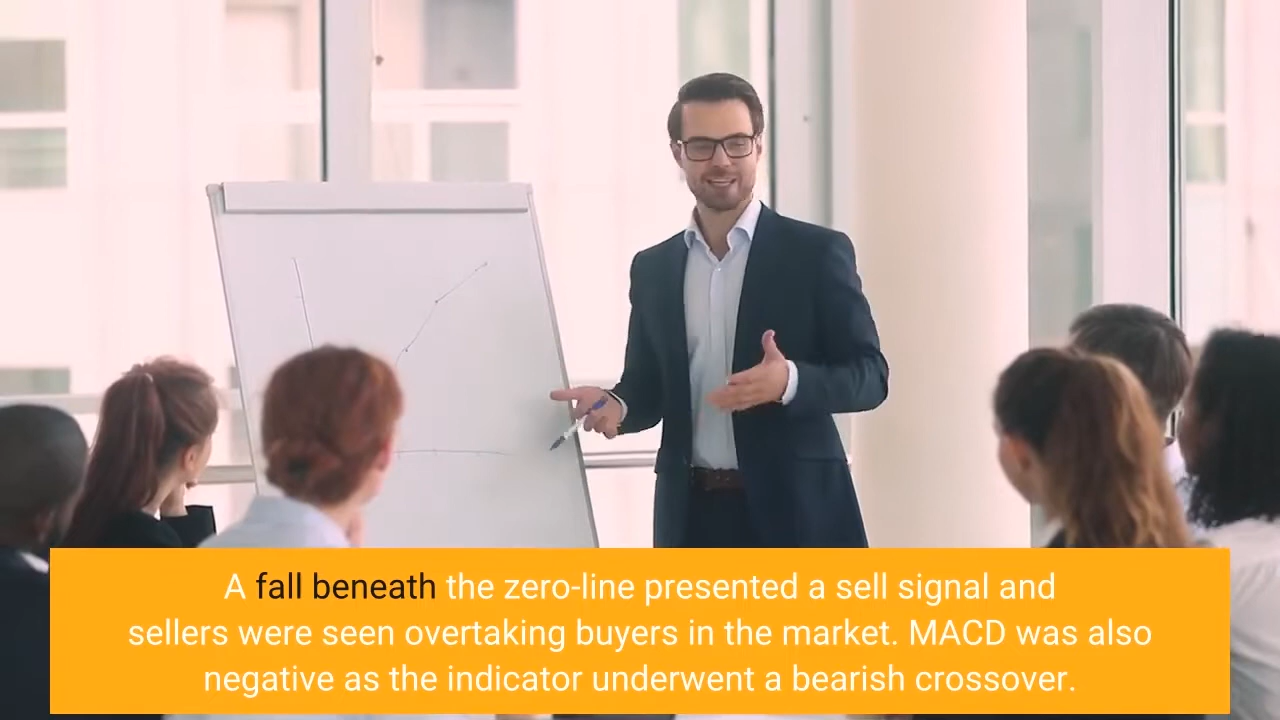 A fall beneath the zero-line presented a sell signal and
sellers were seen overtaking buyers in the market. MACD was also
negative as the indicator underwent a bearish crossover.